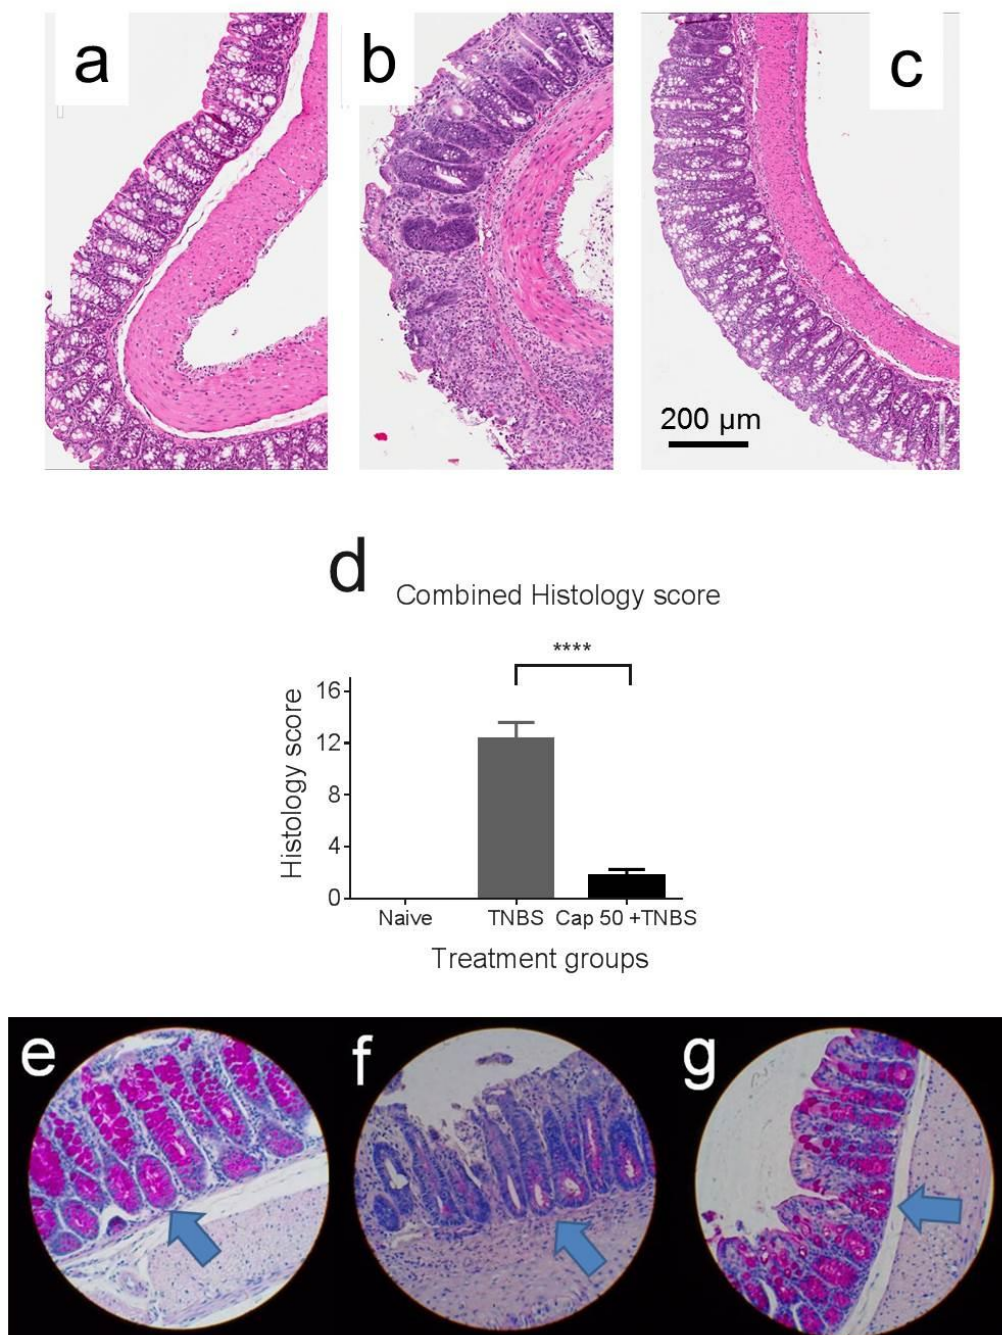 a
b
c
200 µm
d
Combined Histology score
****
Histology score
16
12
8
4
0
Naive
TNBS
Cap 50 +TNBS
Treatment groups
e
f
g